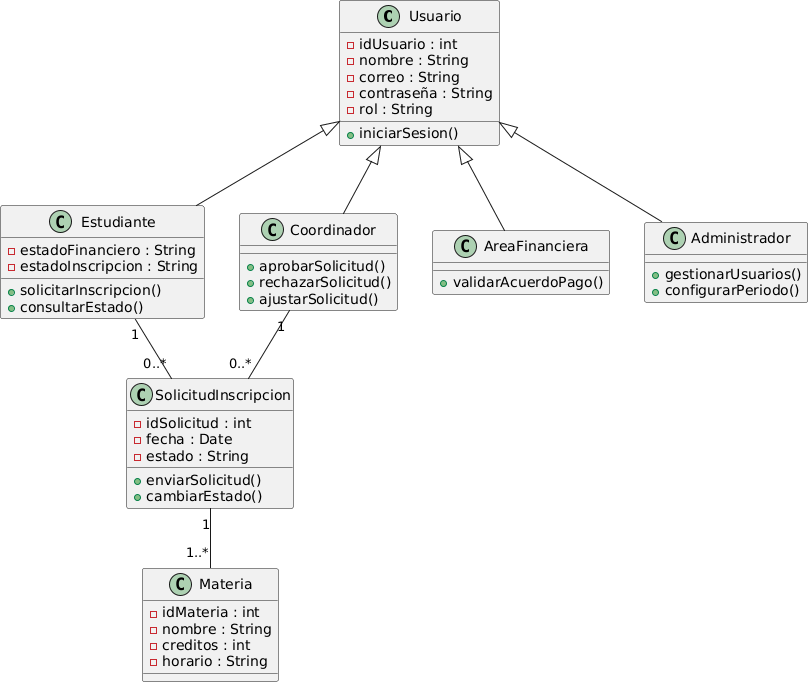 C Usuario
idUsuario : int
nombre : String
correo : String
contraseña : String
rol : String
iniciarSesion()
C Estudiante
estadoFinanciero : String
estadoInscripcion : String
solicitarInscripcion()
consultarEstado()
C Coordinador
aprobarSolicitud()
rechazarSolicitud()
ajustarSolicitud()
C AreaFinanciera
validarAcuerdoPago()
C Administrador
gestionarUsuarios()
configurarPeriodo()
1
0..*
1
0..*
C SolicitudInscripcion
idSolicitud : int
fecha : Date
estado : String
enviarSolicitud()
cambiarEstado()
1
1..*
C Materia
idMateria : int
nombre : String
creditos : int
horario : String